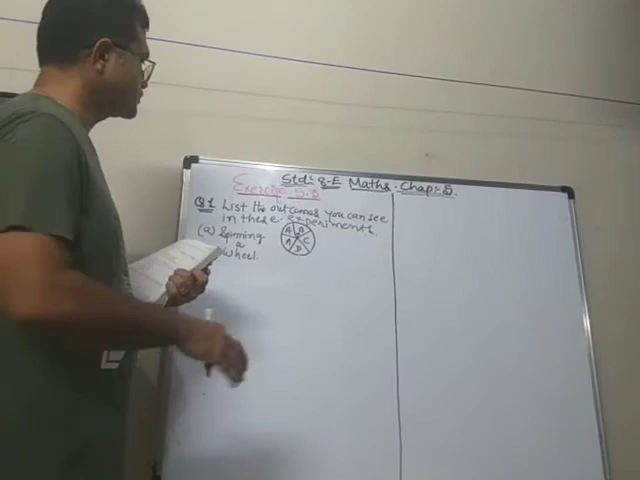 Std:- 8-E Maths - Chap:- 5.
Exercise 5.3
Q1 List the outcomes you can see
in these experiments.
(a) Spinning
a
wheel.
A B
A C
D